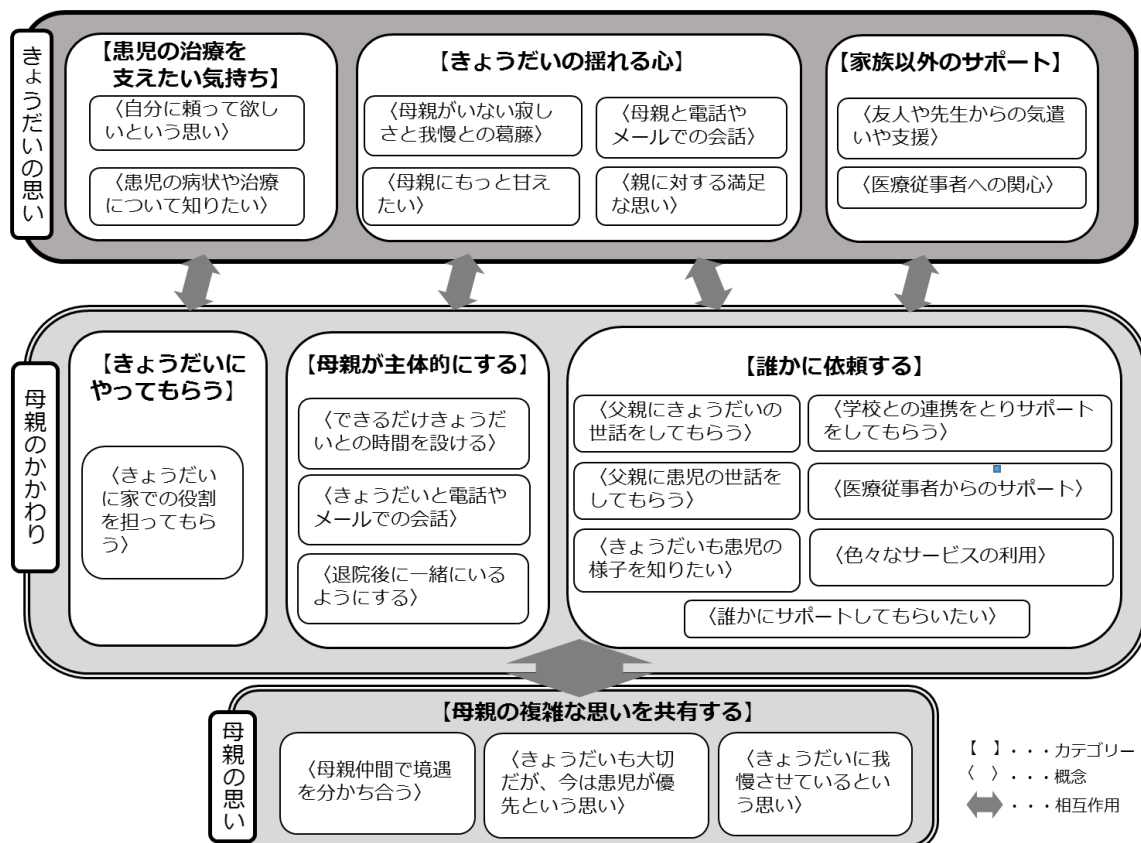 きょうだいの思い
【患児の治療を
支えたい気持ち】
〈自分に頼って欲し
いという思い〉
〈患児の病状や治療
について知りたい〉
【きょうだいの揺れる心】
〈母親がいない寂し
さと我慢との葛藤〉
〈母親と電話や
メールでの会話〉
〈母親にもっと甘え
たい〉
〈親に対する満足
な思い〉
【家族以外のサポート】
〈友人や先生からの気遣
いや支援〉
〈医療従事者への関心〉
母親のかかわり
【きょうだいに
やってもらう】
〈きょうだい
に家での役割
を担ってもら
う〉
【母親が主体的にする】
〈できるだけきょうだ
いとの時間を設ける〉
〈きょうだいと電話や
メールでの会話〉
〈退院後に一緒にいる
ようにする〉
【誰かに依頼する】
〈父親にきょうだいの
世話をしてもらう〉
〈学校との連携をとりサポート
をしてもらう〉
〈父親に患児の世話を
してもらう〉
〈医療従事者からのサポート〉
〈きょうだいも患児の
様子を知りたい〉
〈色々なサービスの利用〉
〈誰かにサポートしてもらいたい〉
母親の思い
【母親の複雑な思いを共有する】
〈母親仲間で境遇
を分かち合う〉
〈きょうだいも大切
だが、今は患児が優
先という思い〉
〈きょうだいに我
慢させているとい
う思い〉
【 】・・・カテゴリー
〈 〉・・・概念
・・・相互作用